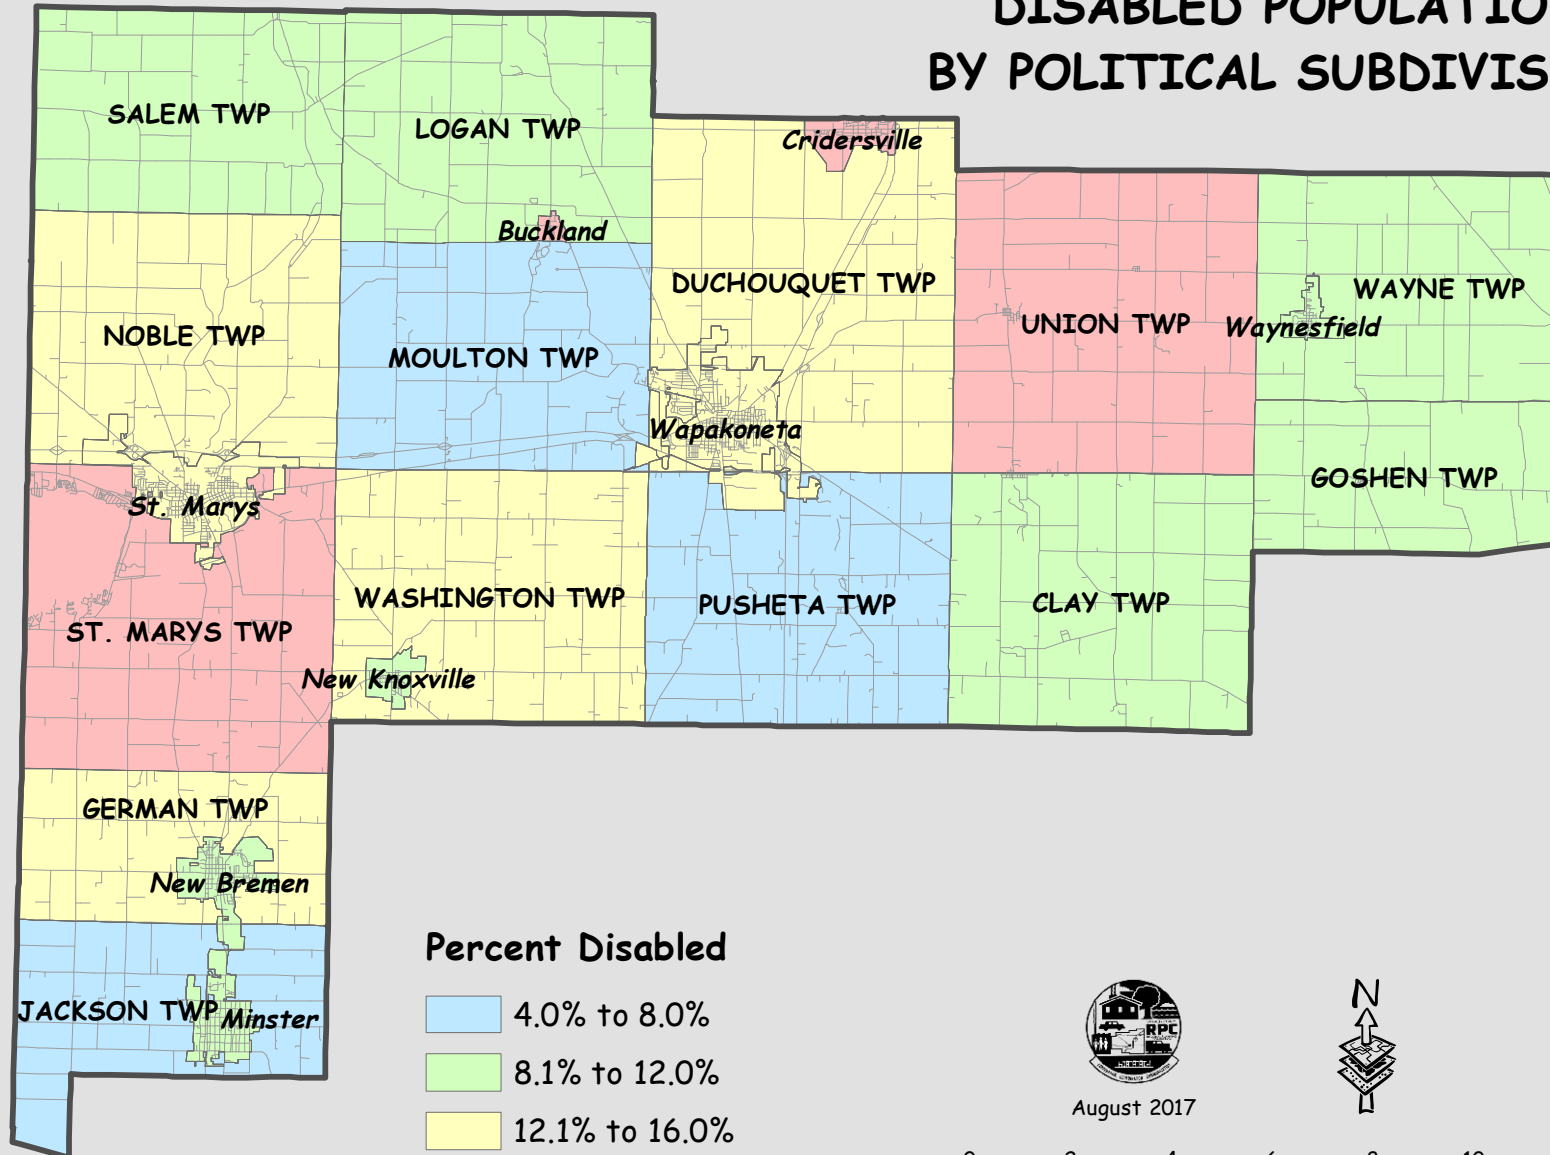 DISABLED POPULATIO
BY POLITICAL SUBDIVIS
SALEM TWP
LOGAN TWP
Cridersville
Buckland
DUCHOUQUET TWP
WAYNE TWP
NOBLE TWP
UNION TWP
Waynesfield
MOULTON TWP
Wapakoneta
GOSHEN TWP
St. Marys
WASHINGTON TWP
PUSHETA TWP
CLAY TWP
ST. MARYS TWP
New Knoxville
GERMAN TWP
New Bremen
JACKSON TWP
Minster
Percent Disabled
4.0% to 8.0%
8.1% to 12.0%
12.1% to 16.0%
RPC
August 2017
N